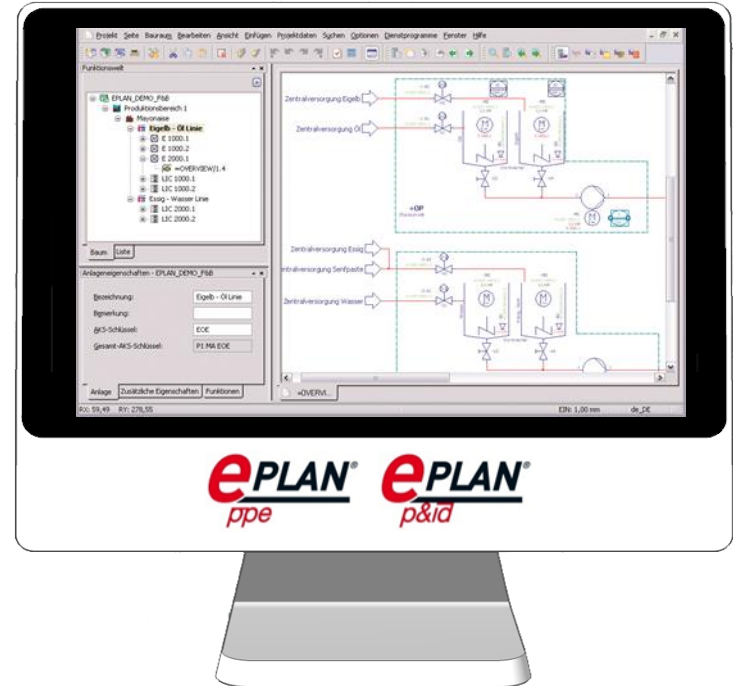 Projekt Seite Bauraum Bearbeiten Ansicht Einfügen Projektdaten Suchen Optionen Dienstprogramme Fenster Hilfe
Funktionswelt
EPLAN_DEMO_F&B
Produktionsbereich 1
Mayonaise
Eigelb - Öl Linie
E 1000.1
E 1000.2
E 2000.1
=OVERVIEW/1.4
LIC 1000.1
LIC 1000.2
Essig - Wasser Linie
LIC 2000.1
LIC 2000.2
Baum Liste
Anlageneigenschaften - EPLAN_DEMO_F&B
Bezeichnung: Eigelb - Öl Linie
Bemerkung:
AKS-Schlüssel: EOE
Gesamt-AKS-Schlüssel: P1 MA EOE
Anlage Zusätzliche Eigenschaften Funktionen
Zentralversorgung Eigelb
Zentralversorgung Öl
+OP
Zentralversorgung Essig
entralversorgung Senfpaste
Zentralversorgung Wasser
+OVERVI...
RX: 59,49 RY: 278,55 EIN: 1,00 mm de_DE
ePLAN® ePLAN®
ppe p&id